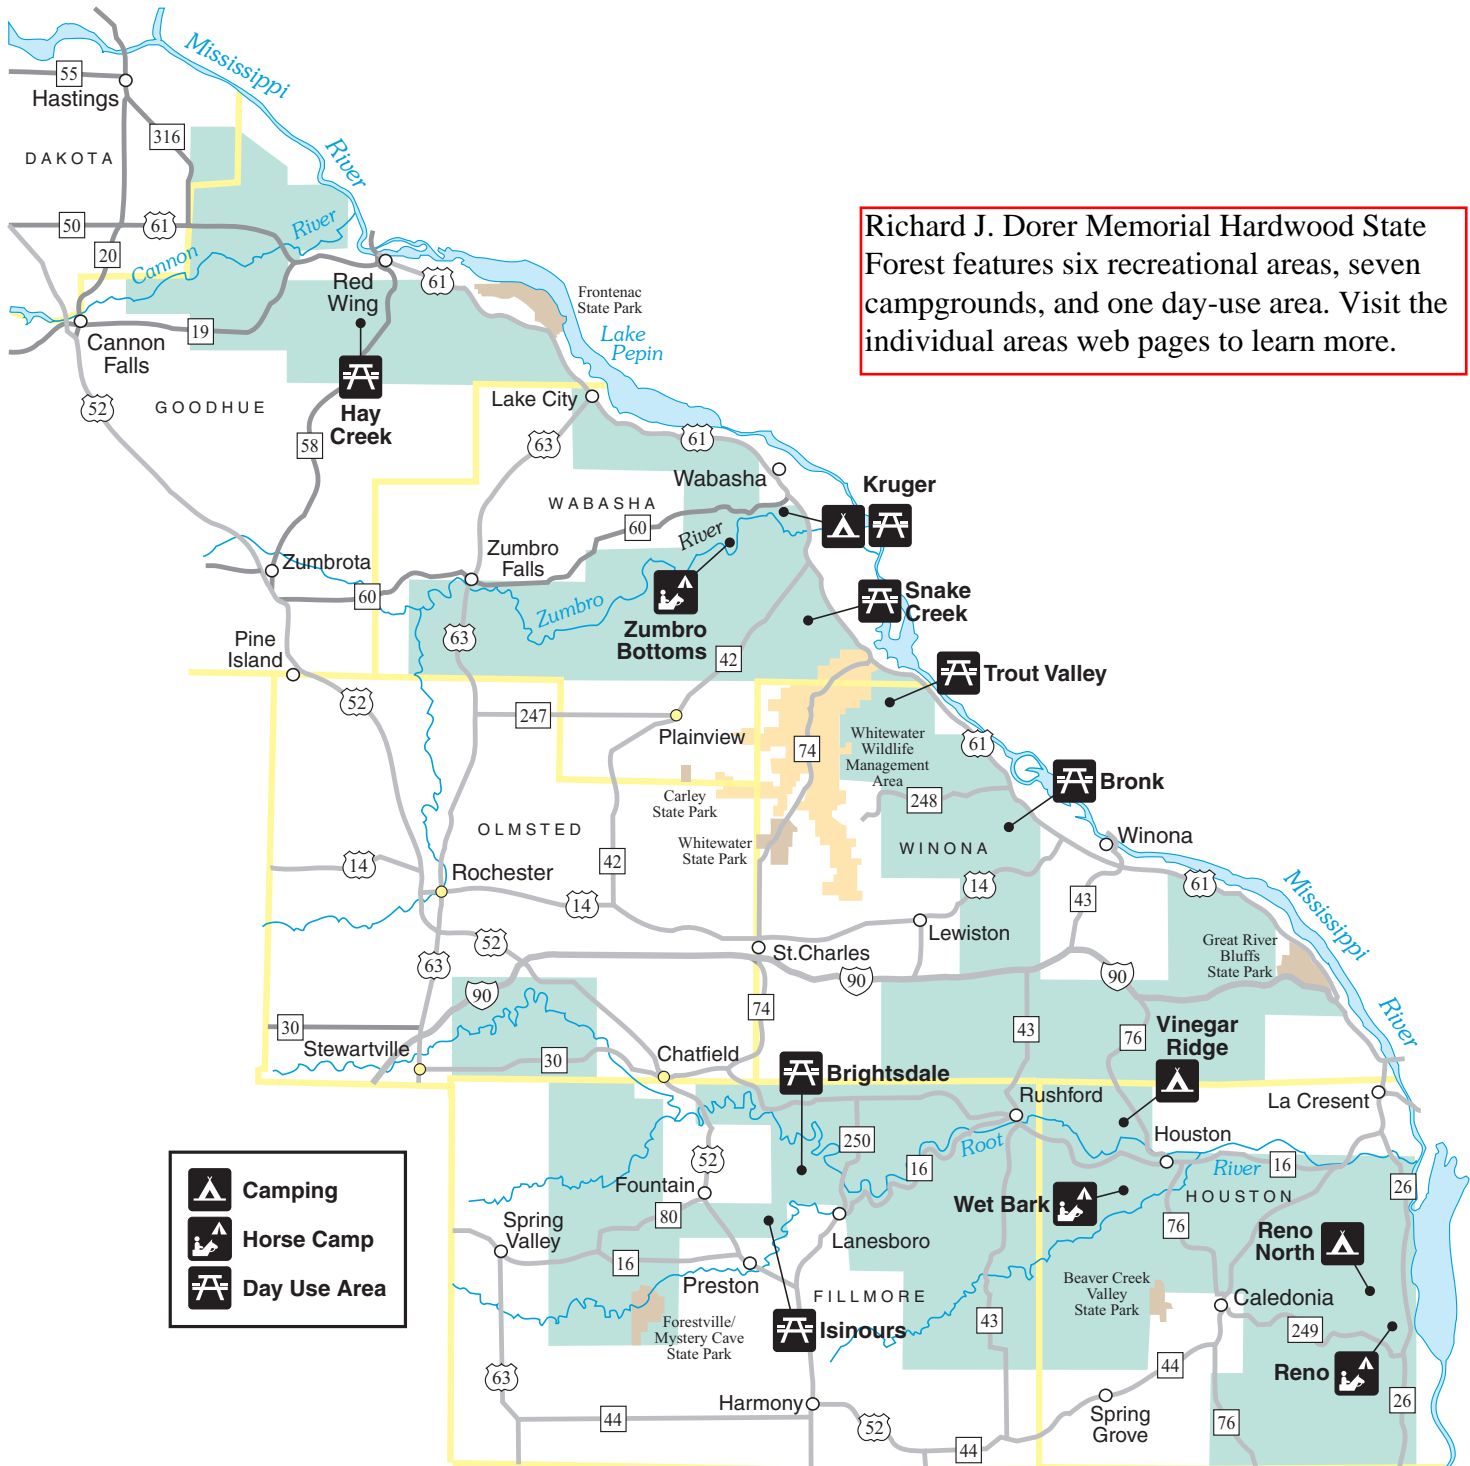 Mississippi
River
55
Hastings
316
DAKOTA
50
61
20
Cannon
River
Red
Wing
61
Frontenac
State Park
Lake
Pepin
Richard J. Dorer Memorial Hardwood State
Forest features six recreational areas, seven
campgrounds, and one day-use area. Visit the
individual areas web pages to learn more.
19
Cannon
Falls
52
GOODHUE
Hay
Creek
58
Lake City
63
61
Wabasha
WABASHA
60
River
Kruger
Zumbrota
Zumbro
Falls
60
Zumbro
Zumbro
Bottoms
Snake
Creek
63
42
Pine
Island
Trout Valley
52
247
Plainview
74
Whitewater
Wildlife
Management
Area
61
Bronk
Carley
State Park
248
OLMSTED
Whitewater
State Park
WINONA
Winona
14
Rochester
42
14
14
43
61
Mississippi
River
52
Lewiston
St.Charles
Great River
Bluffs
State Park
63
90
90
90
74
30
Stewartville
30
Chatfield
43
76
Vinegar
Ridge
Brightsdale
Rushford
La Cresent
250
Root
Houston
52
16
River
16
Camping
Horse Camp
Day Use Area
Fountain
80
Wet Bark
HOUSTON
26
Spring
Valley
16
Lanesboro
76
Reno
North
Preston
Beaver Creek
Valley
State Park
FILLMORE
Caledonia
Forestville/
Mystery Cave
State Park
Isinours
43
249
63
44
Reno
Harmony
44
52
Spring
Grove
76
26
44